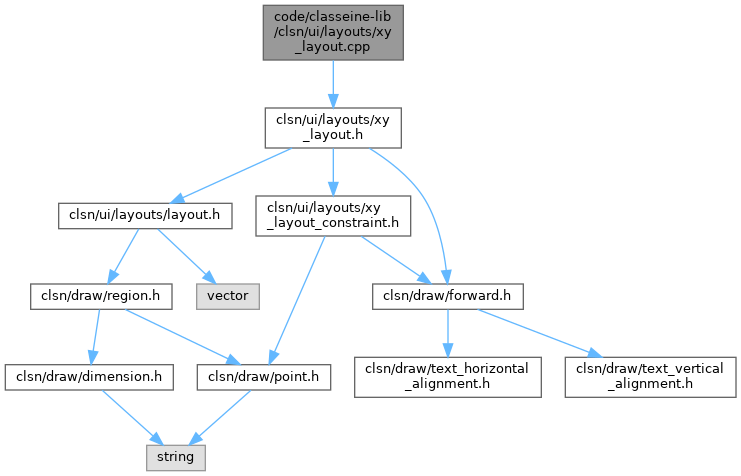 code/classeine-lib
/clsn/ui/layouts/xy
_layout.cpp
clsn/ui/layouts/xy
_layout.h
clsn/ui/layouts/layout.h
clsn/ui/layouts/xy
_layout_constraint.h
clsn/draw/region.h
vector
clsn/draw/forward.h
clsn/draw/dimension.h
clsn/draw/point.h
clsn/draw/text_horizontal
_alignment.h
clsn/draw/text_vertical
_alignment.h
string